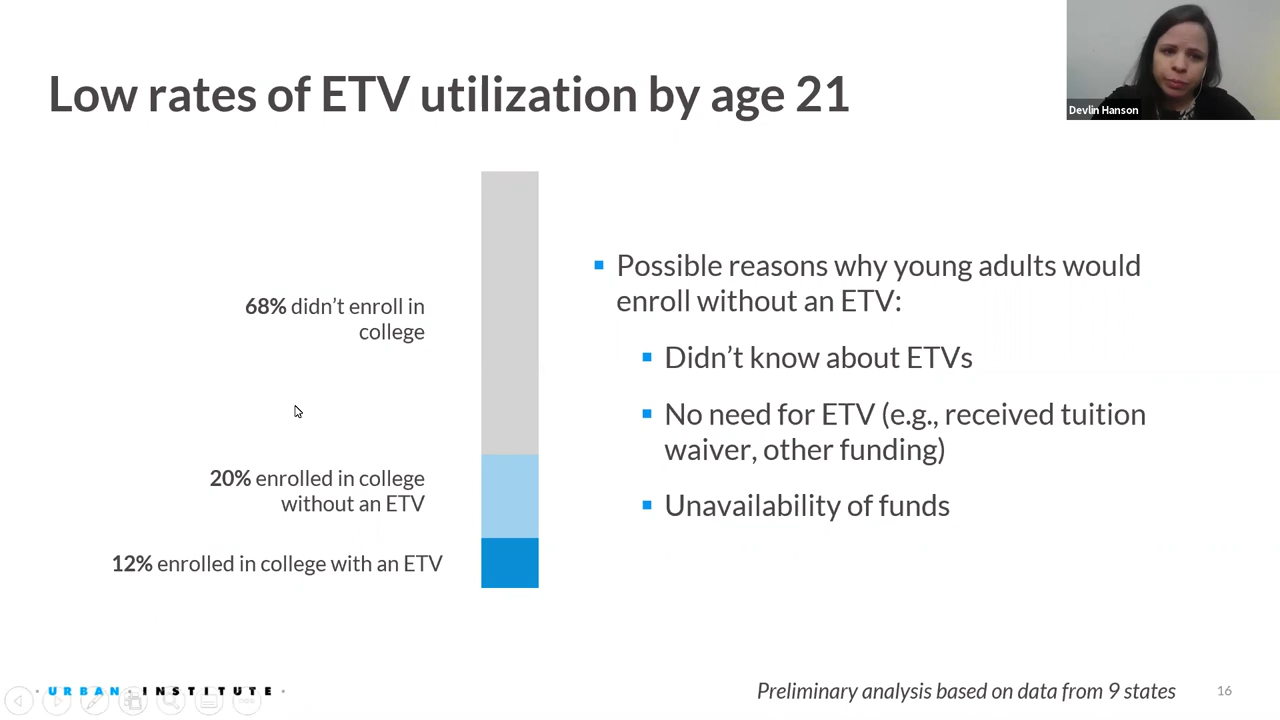 Low rates of ETV utilization by age 21
Devlin Hanson
68% didn’t enroll in
college
20% enrolled in college
without an ETV
12% enrolled in college with an ETV
Possible reasons why young adults would
enroll without an ETV:
Didn’t know about ETVs
No need for ETV (e.g., received tuition
waiver, other funding)
Unavailability of funds
· URBAN · INSTITUTE ·
Preliminary analysis based on data from 9 states
16